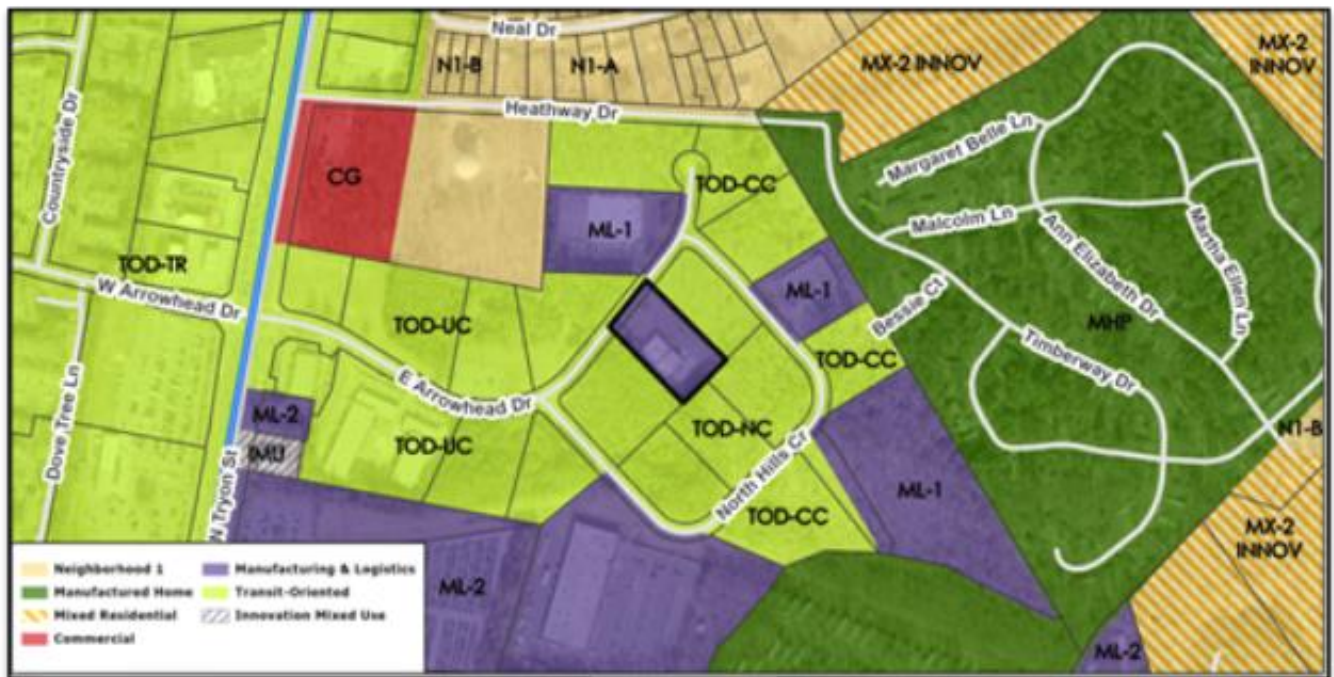 Neal Dr
N1-B
N1-A
MX-2 INNOV
MX-2
INNOV
Heathway Dr
Countryside Dr
CG
TOD-CC
Margaret Belle Ln
Malcolm Ln
Martha Ellen Ln
Ann Elizabeth Dr
ML-1
TOD-TR
W Arrowhead Dr
ML-1
Bessie Ct
MHP
TOD-UC
TOD-CC
Timberway Dr
E Arrowhead Dr
Dove Tree Ln
ML-2
IMU
TOD-UC
TOD-NC
North Hills Cr
N1-B
N Tryon St
ML-1
TOD-CC
MX-2
INNOV
ML-2
ML-2
Neighborhood 1
Manufactured Home
Mixed Residential
Commercial
Manufacturing & Logistics
Transit-Oriented
Innovation Mixed Use